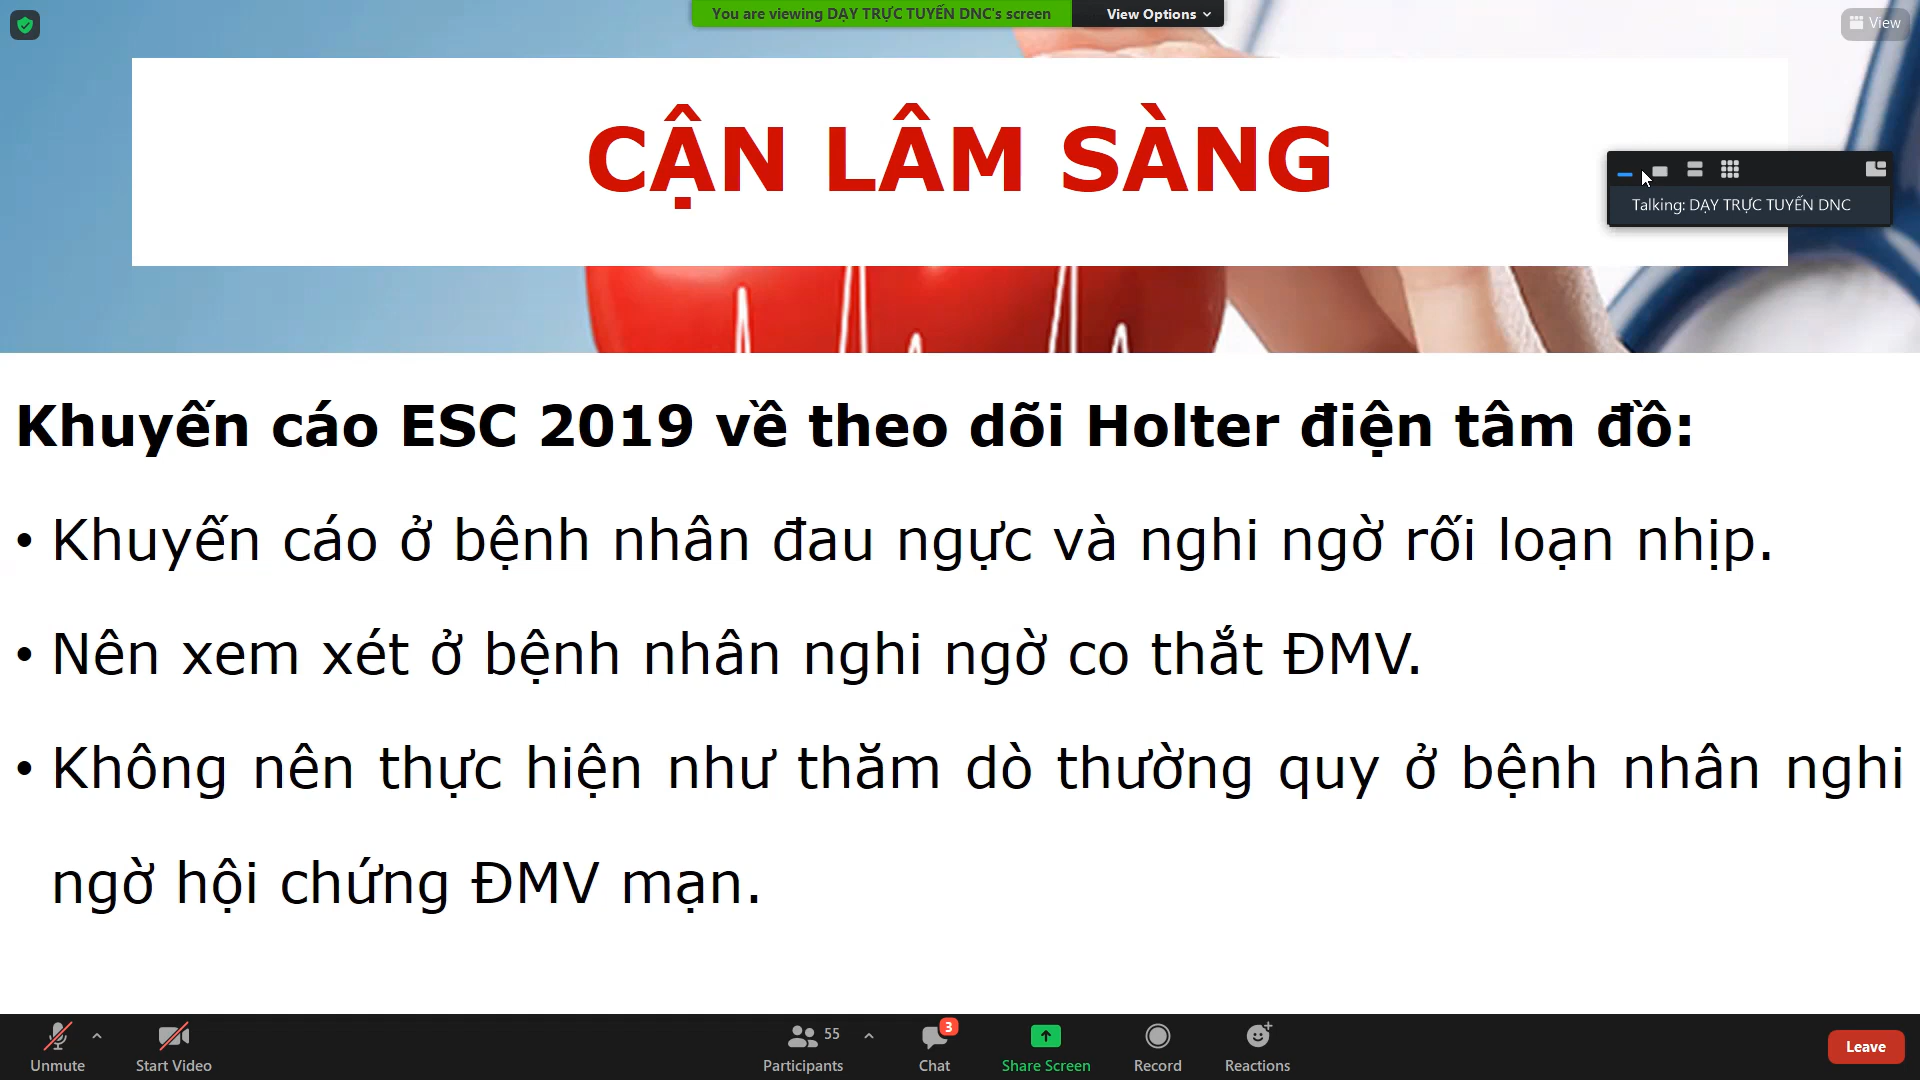 You are viewing DẠY TRỰC TUYẾN DNC's screen
View Options
View
CẬN LÂM SÀNG
Talking: DẠY TRỰC TUYẾN DNC
Khuyến cáo ESC 2019 về theo dõi Holter điện tâm đồ:
• Khuyến cáo ở bệnh nhân đau ngực và nghi ngờ rối loạn nhịp.
• Nên xem xét ở bệnh nhân nghi ngờ co thắt ĐMV.
• Không nên thực hiện như thăm dò thường quy ở bệnh nhân nghi
ngờ hội chứng ĐMV mạn.
Unmute
Start Video
55
Participants
3
Chat
Share Screen
Record
Reactions
Leave